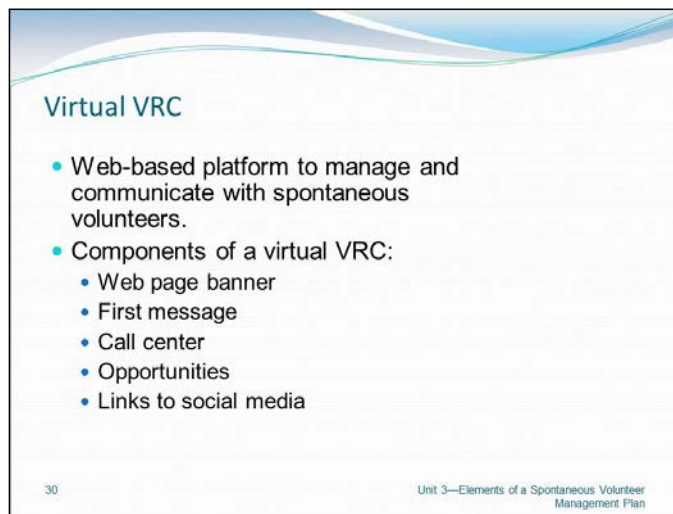 Virtual VRC
• Web-based platform to manage and
communicate with spontaneous
volunteers.
• Components of a virtual VRC:
• Web page banner
• First message
• Call center
• Opportunities
• Links to social media
30
Unit 3—Elements of a Spontaneous Volunteer
Management Plan